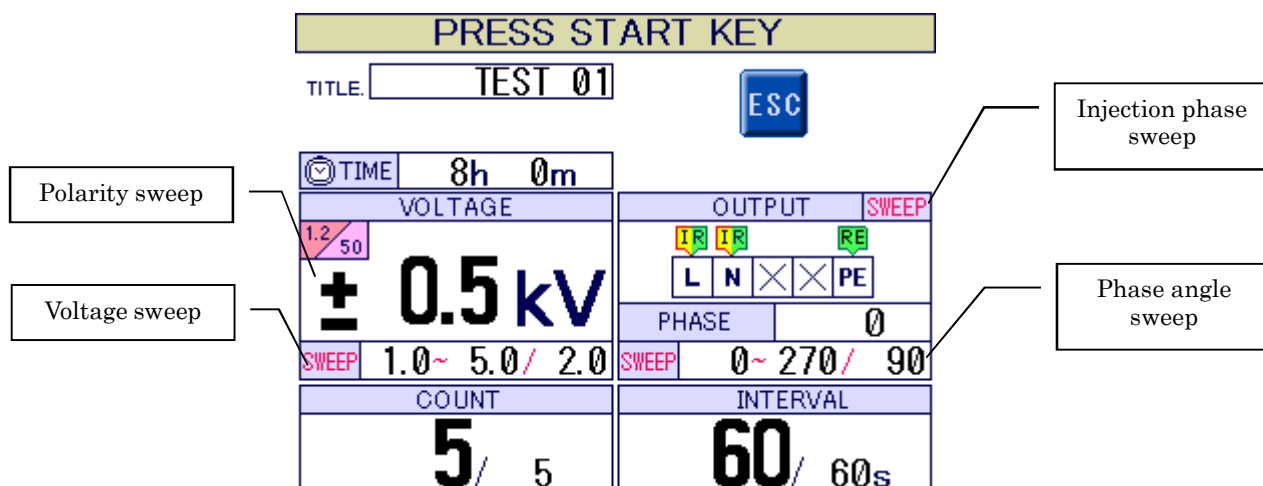 PRESS START KEY
TITLE. TEST 01
ESC
Injection phase
sweep
TIME 8h 0m
Polarity sweep
VOLTAGE
OUTPUT SWEEP
1.2/50
IR IR RE
L N PE
± 0.5 kV
Voltage sweep
PHASE 0
Phase angle
sweep
SWEEP 1.0~ 5.0/ 2.0
SWEEP 0~ 270/ 90
COUNT
INTERVAL
5/ 5
60/ 60s